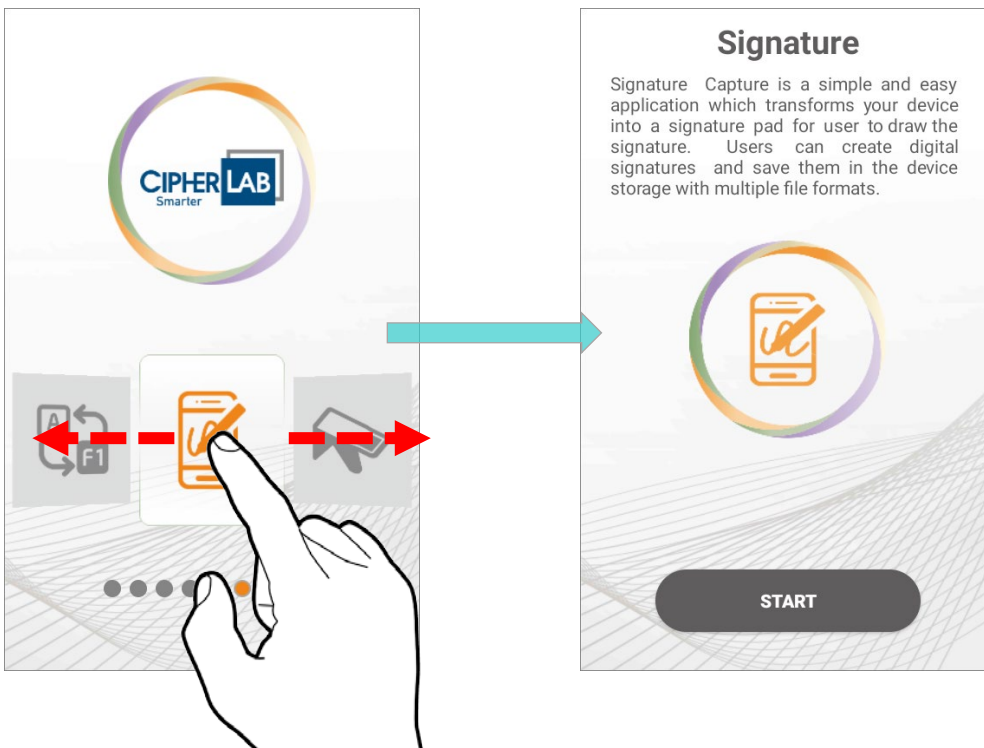 CIPHERLAB
Smarter
A
F1
Signature
Signature Capture is a simple and easy
application which transforms your device
into a signature pad for user to draw the
signature. Users can create digital
signatures and save them in the device
storage with multiple file formats.
START